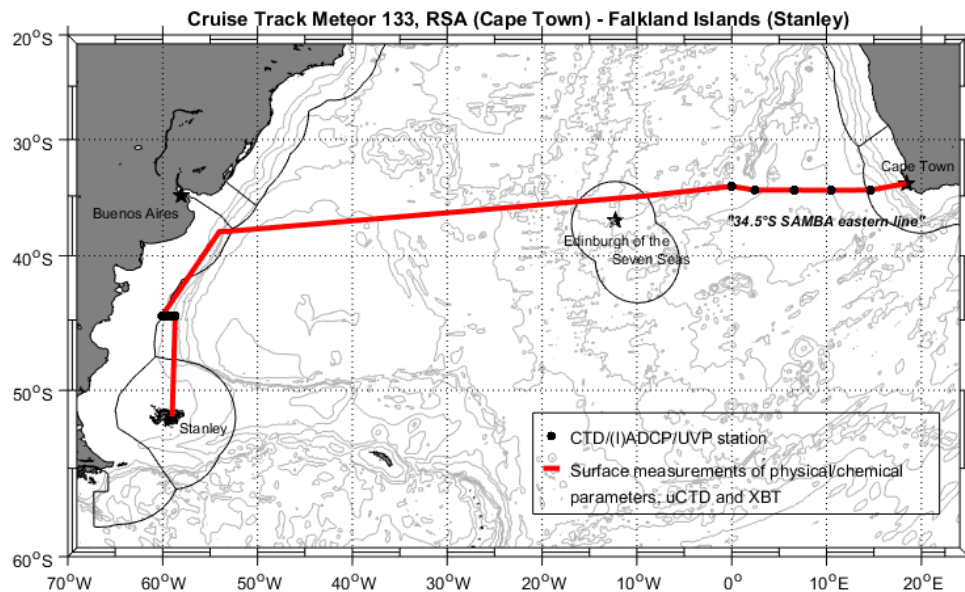 Cruise Track Meteor 133, RSA (Cape Town) - Falkland Islands (Stanley)
20°S
30°S
40°S
50°S
60°S
Cape Town
Buenos Aires
"34.5°S SAMBA eastern line"
Edinburgh of the
Seven Seas
Stanley
CTD/(l)ADCP/UVP station
Surface measurements of physical/chemical
parameters, uCTD and XBT
70°W 60°W 50°W 40°W 30°W 20°W 10°W 0° 10°E 20°E